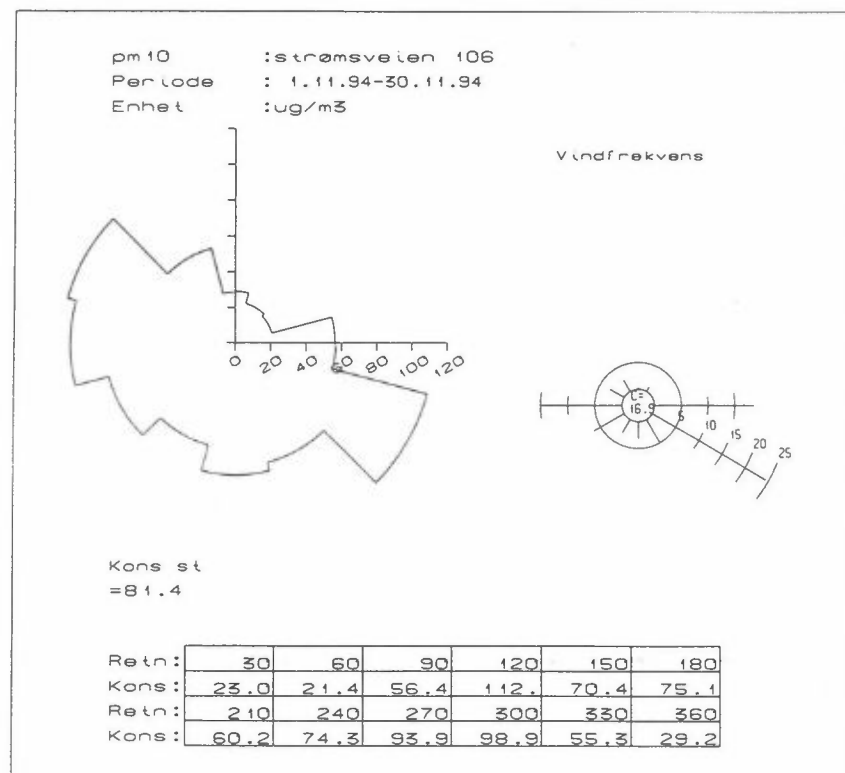 pm10 :strømsveien 106
Periode : 1.11.94-30.11.94
Enhet :ug/m3
Vindfrekvens
0 20 40 60 80 100 120
C=
16.9
5 10 15 20 25
Kons st
=81.4
Retn: 30 60 90 120 150 180
Kons: 23.0 21.4 56.4 112. 70.4 75.1
Retn: 210 240 270 300 330 360
Kons: 60.2 74.3 93.9 98.9 55.3 29.2